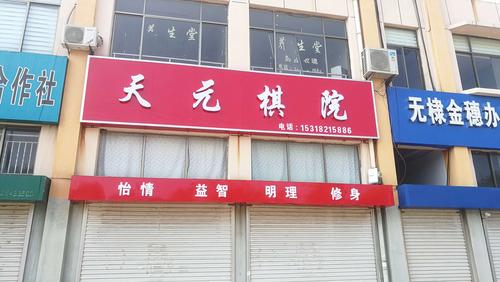 养生堂
养生堂
合作社
天元棋院
电话：15318215886
无棣金穗办
怡情 益智 明理 修身